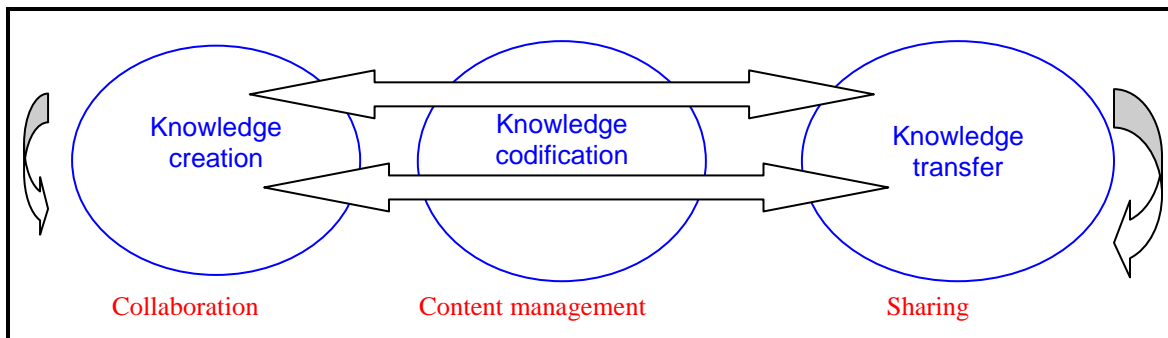 Knowledge
creation
Knowledge
codification
Knowledge
transfer
Collaboration
Content management
Sharing